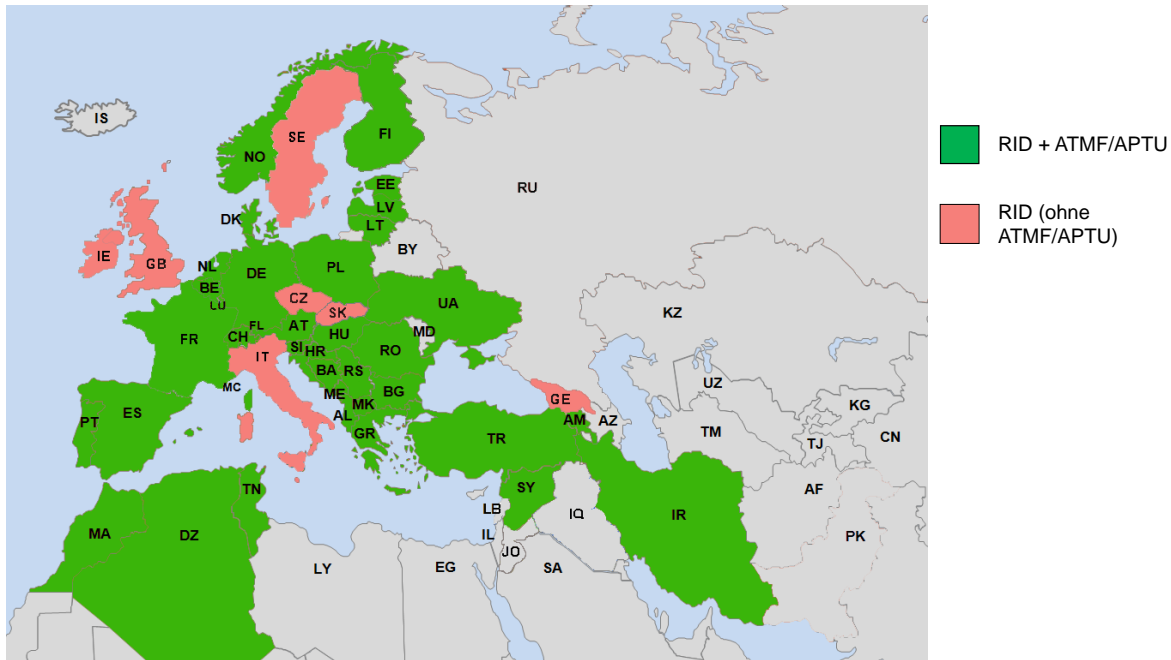 IS
SE
FI
NO
RU
EE
LV
DK
LT
BY
IE
GB
NL
DE
PL
BE
LU
CZ
SK
UA
KZ
FR
FL
CH
AT
HU
MD
SI
HR
RO
IT
BA
RS
UZ
MC
ME
BG
MK
GE
KG
PT
ES
AL
AM
AZ
TM
TJ
CN
GR
TR
AF
TN
SY
LB
IQ
IR
MA
DZ
IL
JO
PK
LY
EG
SA
RID + ATMF/APTU
RID (ohne
ATMF/APTU)